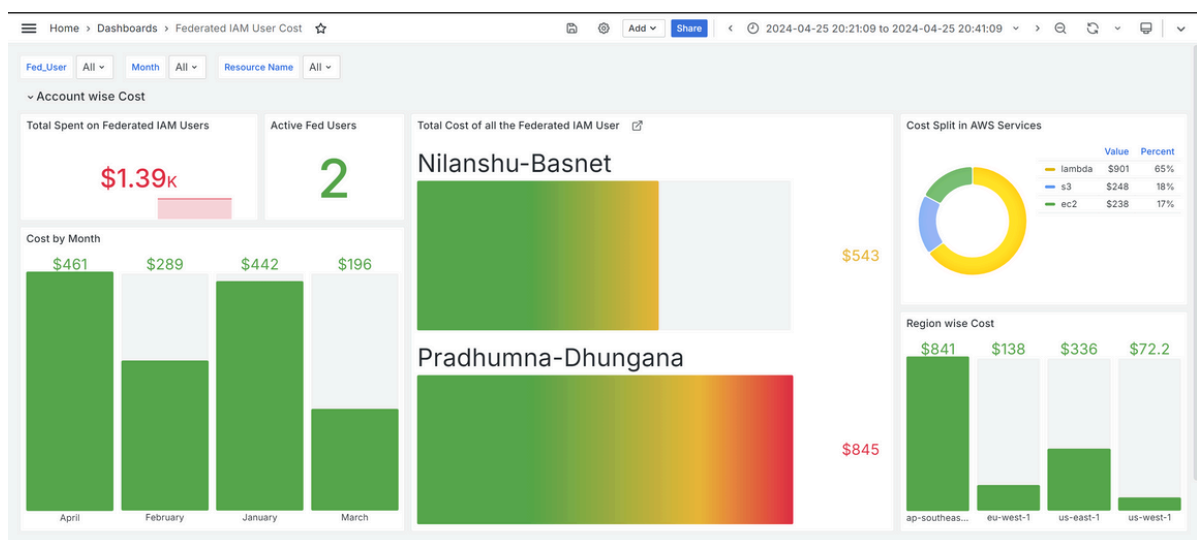 Home › Dashboards › Federated IAM User Cost
Add
Share
2024-04-25 20:21:09 to 2024-04-25 20:41:09
Fed_User All Month All Resource Name All
Account wise Cost
Total Spent on Federated IAM Users
$1.39K
Active Fed Users
2
Cost by Month
$461 $289 $442 $196
April February January March
Total Cost of all the Federated IAM User
Nilanshu-Basnet
$543
Pradhumna-Dhungana
$845
Cost Split in AWS Services
Value Percent
lambda $901 65%
s3 $248 18%
ec2 $238 17%
Region wise Cost
$841 $138 $336 $72.2
ap-southeas... eu-west-1 us-east-1 us-west-1